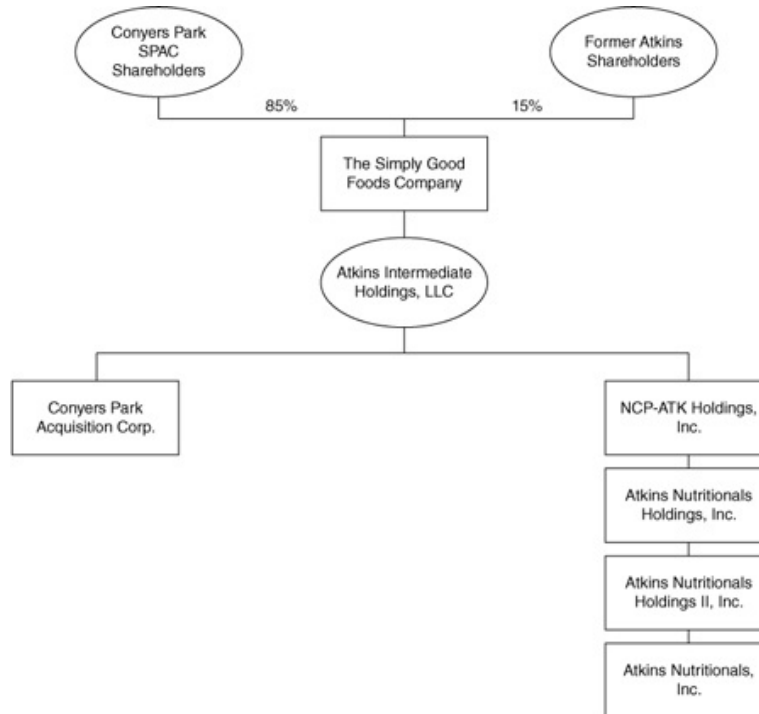 Conyers Park
SPAC
Shareholders
Former Atkins
Shareholders
85%
15%
The Simply Good
Foods Company
Atkins Intermediate
Holdings, LLC
Conyers Park
Acquisition Corp.
NCP-ATK Holdings,
Inc.
Atkins Nutritionals
Holdings, Inc.
Atkins Nutritionals
Holdings II, Inc.
Atkins Nutritionals,
Inc.